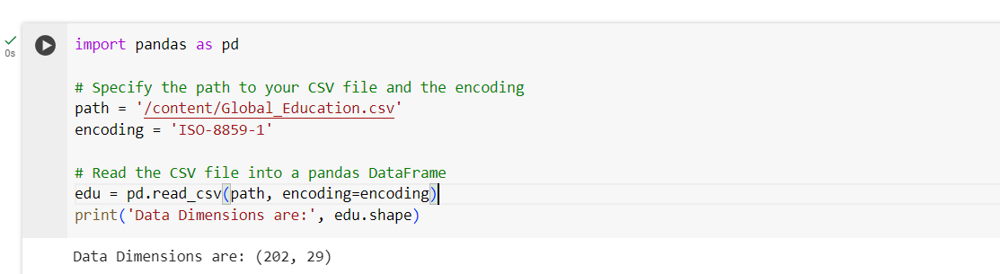 0s
import pandas as pd
# Specify the path to your CSV file and the encoding
path = '/content/Global_Education.csv'
encoding = 'ISO-8859-1'
# Read the CSV file into a pandas DataFrame
edu = pd.read_csv(path, encoding=encoding)
print('Data Dimensions are:', edu.shape)
Data Dimensions are: (202, 29)